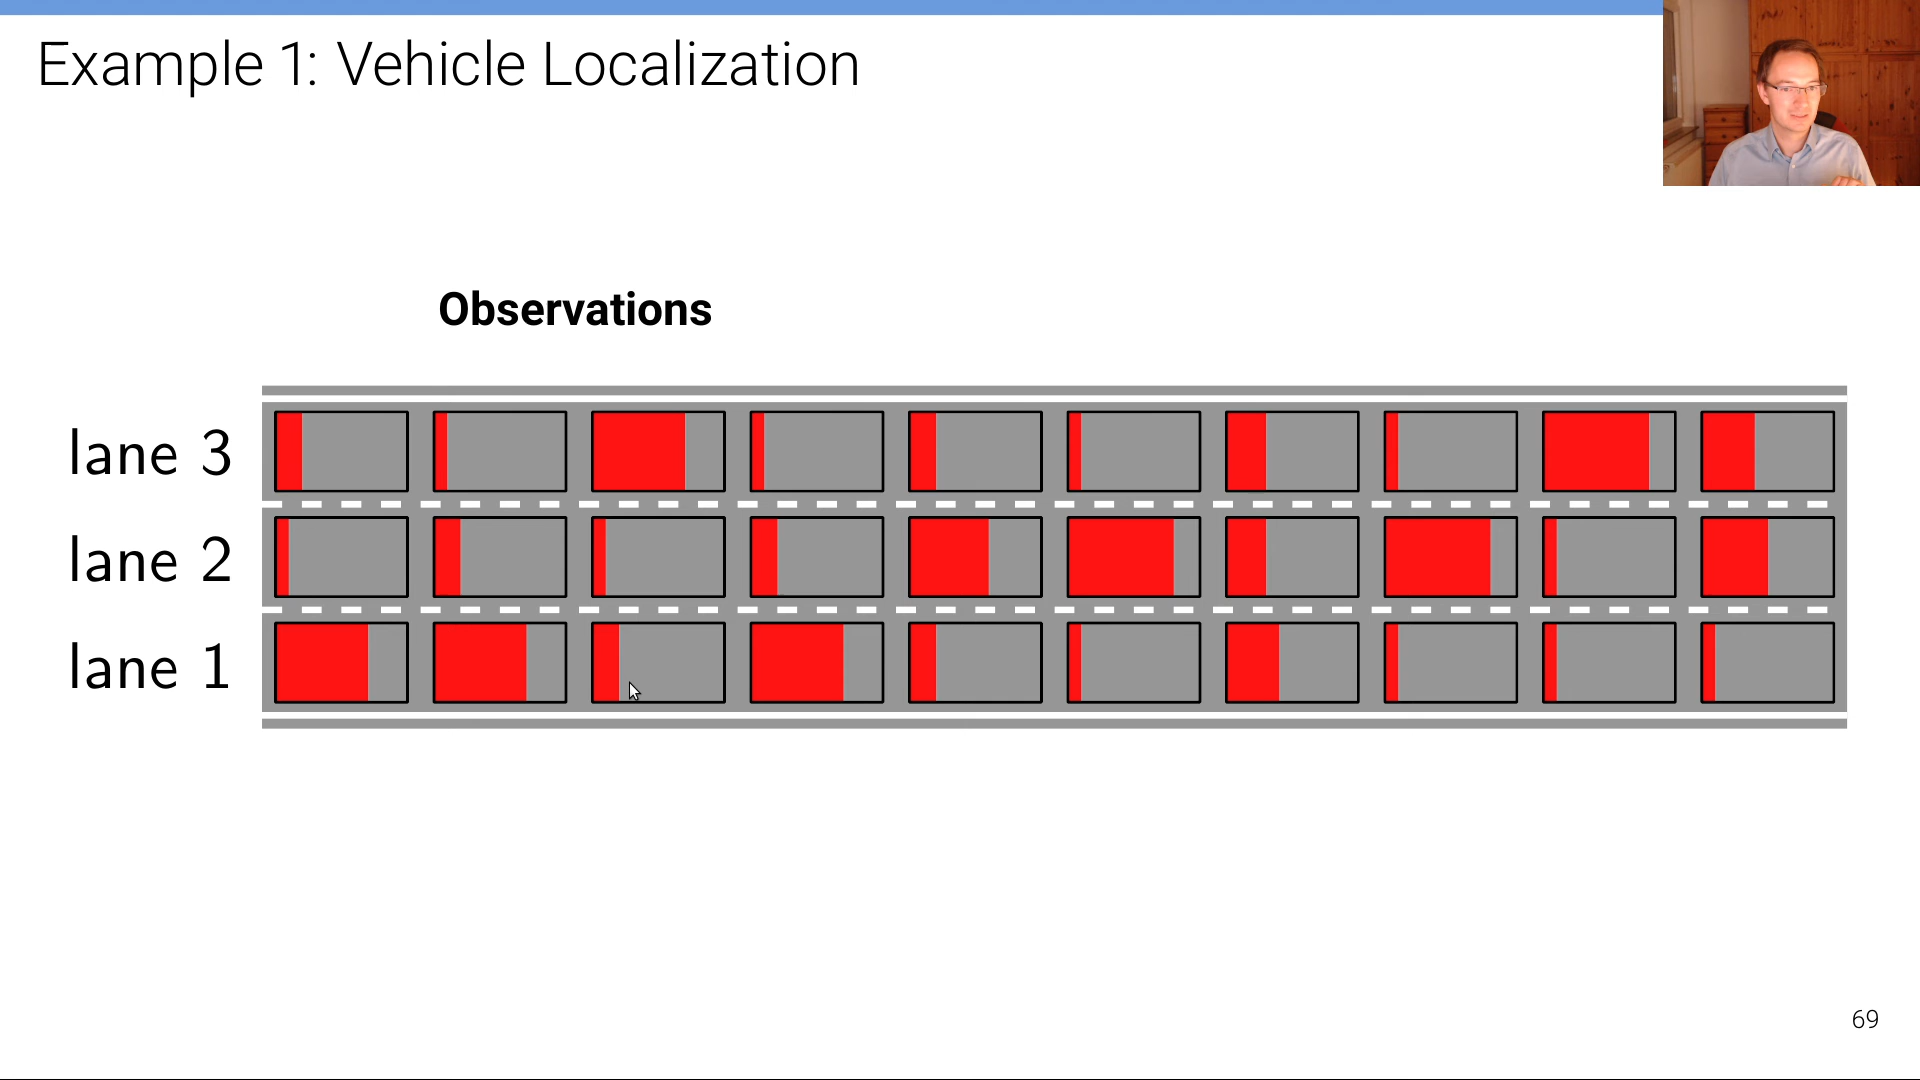 Example 1: Vehicle Localization
Observations
lane 3
lane 2
lane 1
69